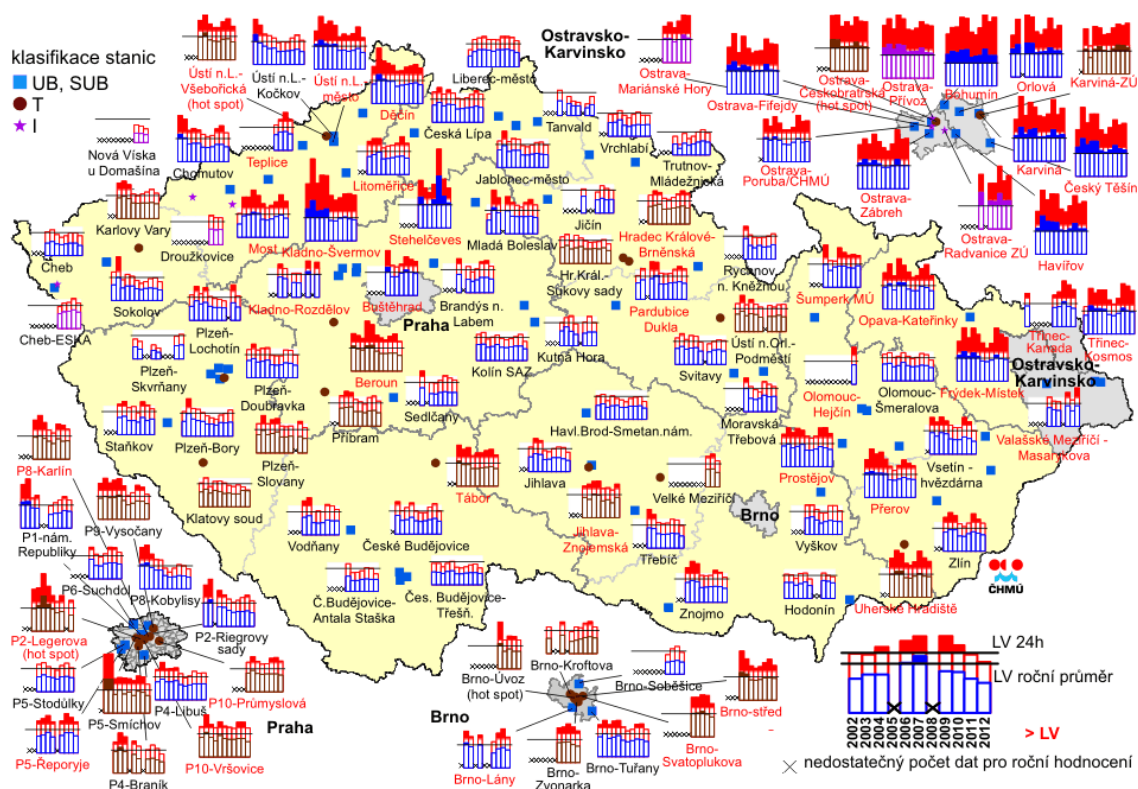 klasifikace stanic
UB, SUB
T
I
Ústí n.L.-
Všebořická
(hot spot)
Ústí n.L.-
Kočkov
Ústí n.L.-
město
Děčín
Liberec-město
Česká Lípa
Tanvald
Vrchlabí
Trutnov-
Mládežnická
Ostravsko-
Karvinsko
Ostrava-
Mariánské Hory
Ostrava-Fifejdy
Ostrava-
Českobratrská
(hot spot)
Ostrava-
Přívoz
Bohumín
Orlová
Karviná-ZÚ
Ostrava-
Poruba/CHMÚ
Ostrava-
Zábřeh
Karviná
Český Těšín
Ostrava-
Radvanice ZÚ
Havířov
Nová Víska
u Domašína
Chomutov
Teplice
Litoměřice
Jablonec-město
Karlovy Vary
Droužkovice
Most
Kladno-Švermov
Stehelčeves
Mladá Boleslav
Jičín
Hradec Králové-
Brněnská
Cheb
Sokolov
Plzeň-
Lochotín
Kladno-Rozdělov
Buštěhrad
Praha
Brandýs n.
Labem
Hr.Král.-
Sukovy sady
Rychnov
n. Kněžnou
Šumperk MÚ
Opava-Kateřinky
Třinec-
Kanada
Třinec-
Kosmos
Cheb-ESKA
Plzeň-
Skvrňany
Plzeň-
Doubravka
Beroun
Kolín SAZ
Kutná Hora
Pardubice
Dukla
Ústí n.Orl.-
Podměstí
Svitavy
Olomouc-
Hejčín
Olomouc-
Šmeralova
Frýdek-Místek
Ostravsko-
Karvinsko
Staňkov
Plzeň-Bory
Plzeň-
Slovany
Příbram
Sedlčany
Havl.Brod-Smetan.nám.
Moravská
Třebová
Valašské Meziříčí -
Masarykova
P8-Karlín
Klatovy soud
Tábor
Jihlava
Velké Meziříčí
Prostějov
Přerov
Vsetín -
hvězdárna
P1-nám.
Republiky
P9-Vysočany
Vodňany
České Budějovice
Jihlava-
Znojemská
Třebíč
Brno
Vyškov
Zlín
P6-Suchdol
P8-Kobylisy
Č.Budějovice-
Antala Staška
Čes. Budějovice-
Třešň.
Znojmo
Hodonín
Uherské Hradiště
ČHMÚ
P2-Legerova
(hot spot)
P2-Riegrovy
sady
P5-Stodůlky
P5-Smíchov
P4-Libuš
P10-Průmyslová
Praha
P5-Řeporyje
P4-Braník
P10-Vršovice
Brno-Úvoz
(hot spot)
Brno-Kroftova
Brno-Soběšice
Brno-střed
Brno
Brno-Lány
Brno-
Zvonařka
Brno-Tuřany
Brno-
Svatoplukova
LV 24h
LV roční průměr
2002
2003
2004
2005
2006
2007
2008
2009
2010
2011
2012
> LV
nedostatečný počet dat pro roční hodnocení